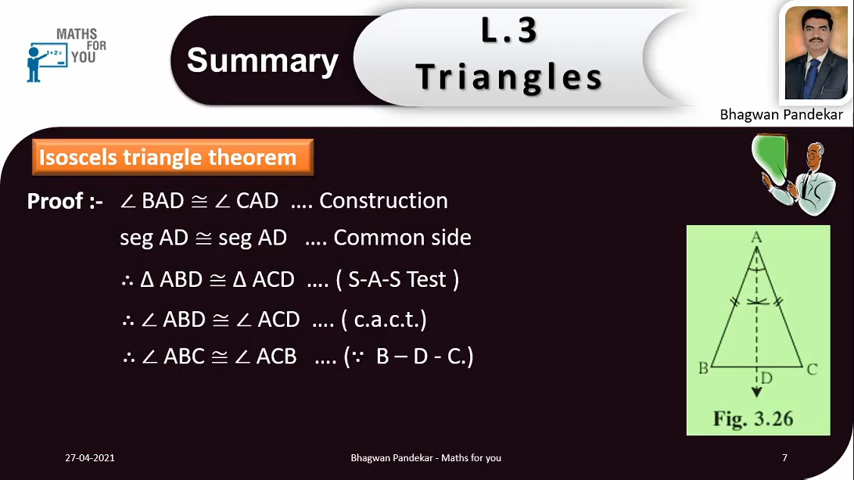 MATHS
FOR
YOU
1+2=
Summary
L.3
Triangles
Bhagwan Pandekar
Isoscels triangle theorem
Proof :- ∠ BAD ≅ ∠ CAD .... Construction
seg AD ≅ seg AD .... Common side
∴ Δ ABD ≅ Δ ACD .... ( S-A-S Test )
∴ ∠ ABD ≅ ∠ ACD .... ( c.a.c.t.)
∴ ∠ ABC ≅ ∠ ACB .... (∵ B – D - C.)
A
B
D
C
Fig. 3.26
27-04-2021
Bhagwan Pandekar - Maths for you
7